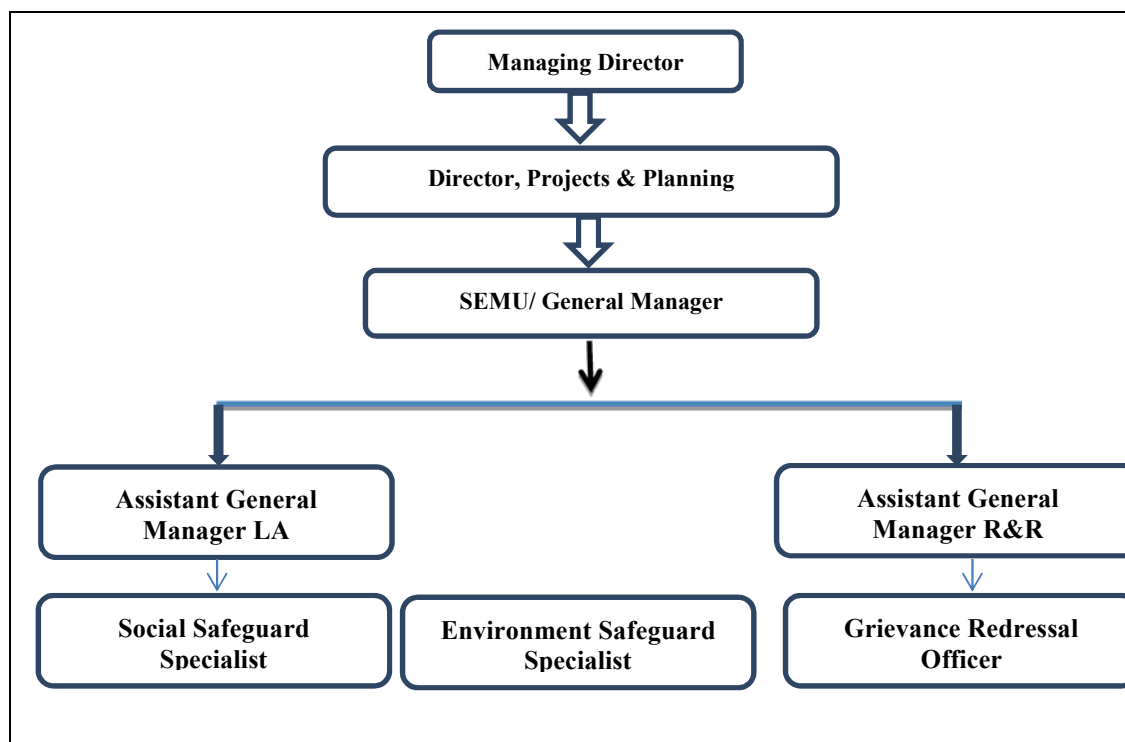 Managing Director
Director, Projects & Planning
SEMU/ General Manager
Assistant General
Manager LA
Assistant General
Manager R&R
Social Safeguard
Specialist
Environment Safeguard
Specialist
Grievance Redressal
Officer